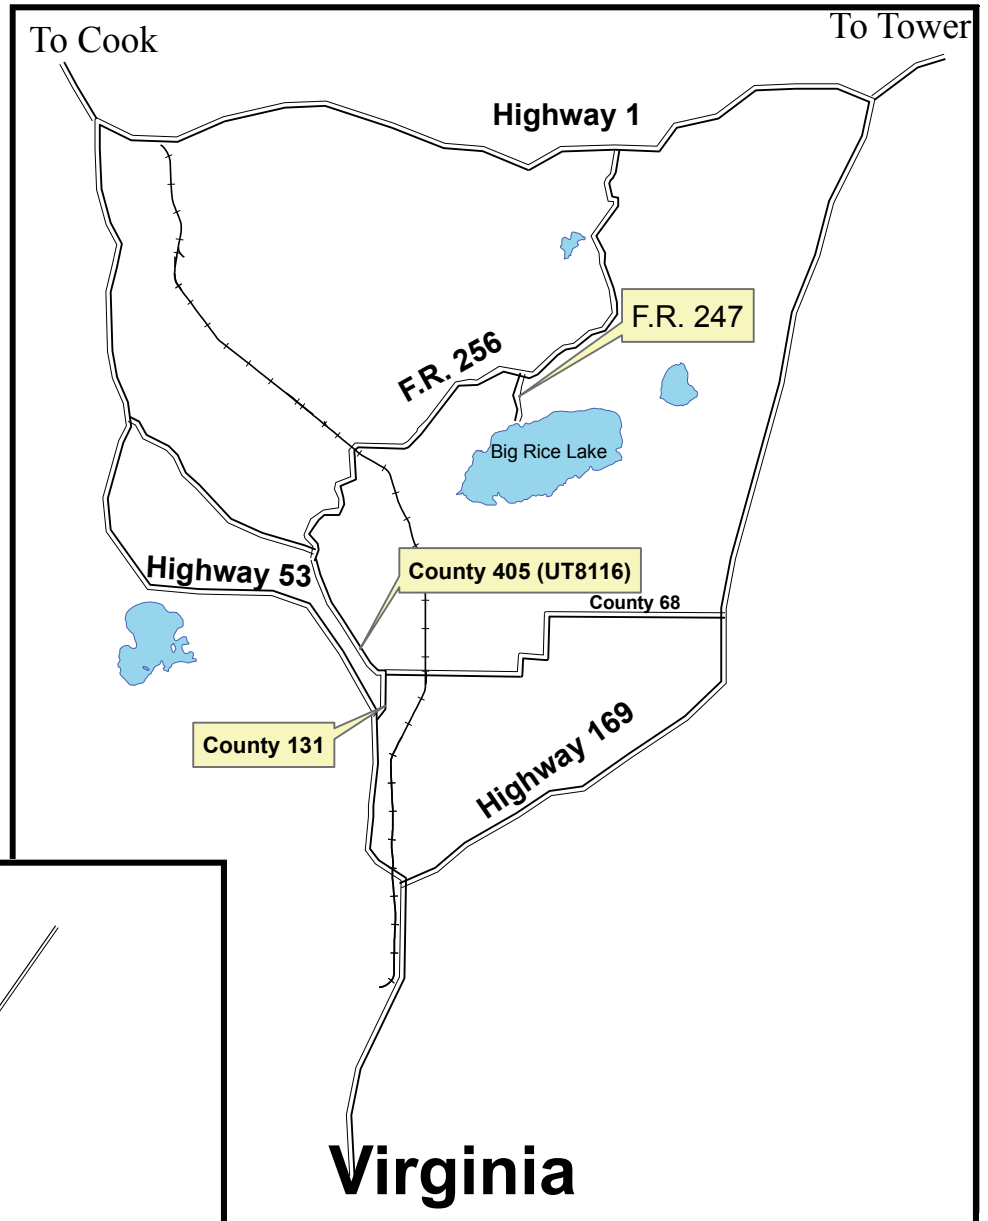 To Cook
To Tower
Highway 1
F.R. 247
F.R. 256
Big Rice Lake
Highway 53
County 405 (UT8116)
County 68
County 131
Highway 169
Virginia